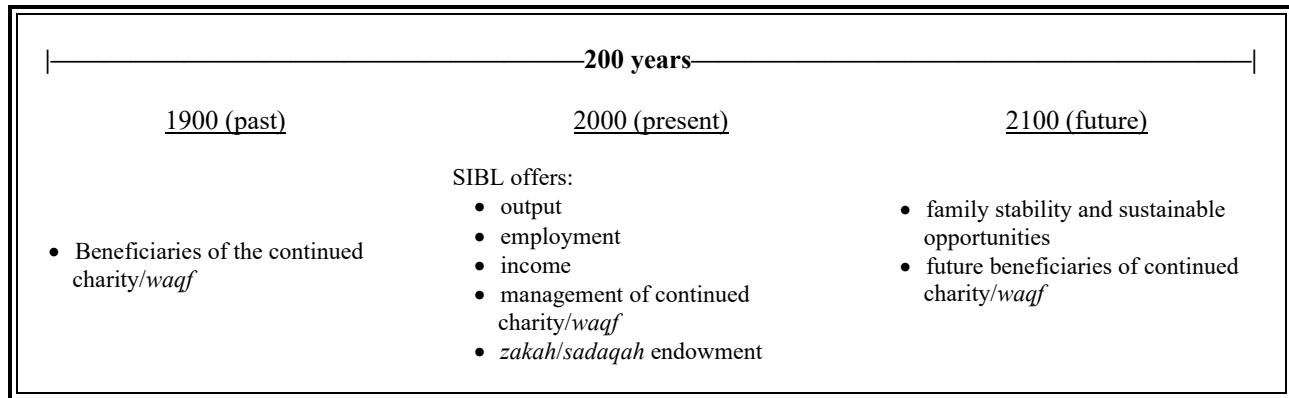 200 years
1900 (past)
2000 (present)
2100 (future)
• Beneficiaries of the continued
charity/waqf
SIBL offers:
• output
• employment
• income
• management of continued
charity/waqf
• zakah/sadaqah endowment
• family stability and sustainable
opportunities
• future beneficiaries of continued
charity/waqf